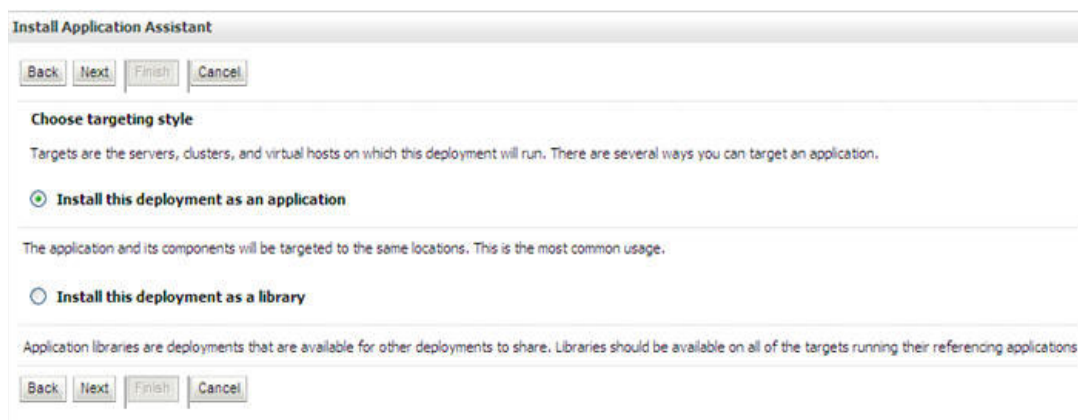 Install Application Assistant
Back Next Finish Cancel
Choose targeting style
Targets are the servers, clusters, and virtual hosts on which this deployment will run. There are several ways you can target an application.
Install this deployment as an application
The application and its components will be targeted to the same locations. This is the most common usage.
Install this deployment as a library
Application libraries are deployments that are available for other deployments to share. Libraries should be available on all of the targets running their referencing applications
Back Next Finish Cancel